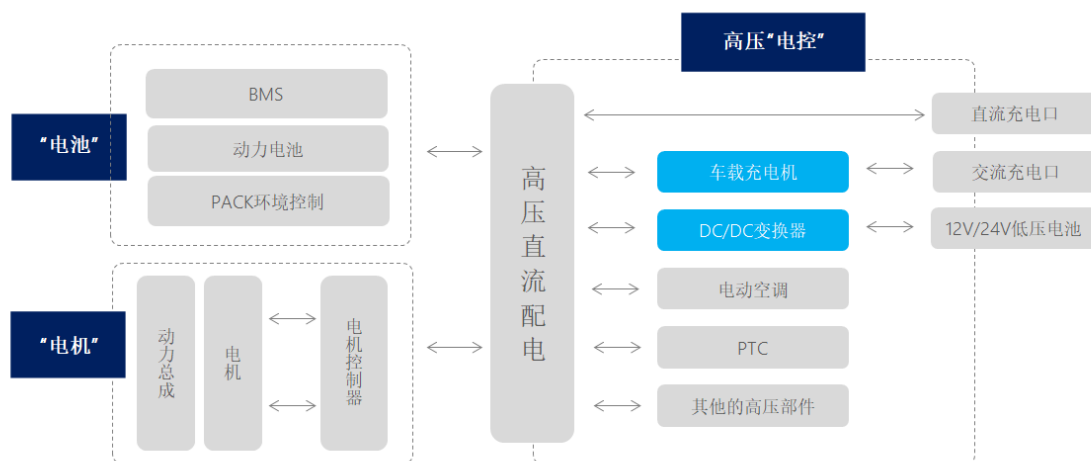 高压“电控”
“电池”
BMS
动力电池
PACK环境控制
“电机”
动力总成
电机
电机控制器
高压直流配电
直流充电口
车载充电机
交流充电口
DC/DC变换器
12V/24V低压电池
电动空调
PTC
其他的高压部件